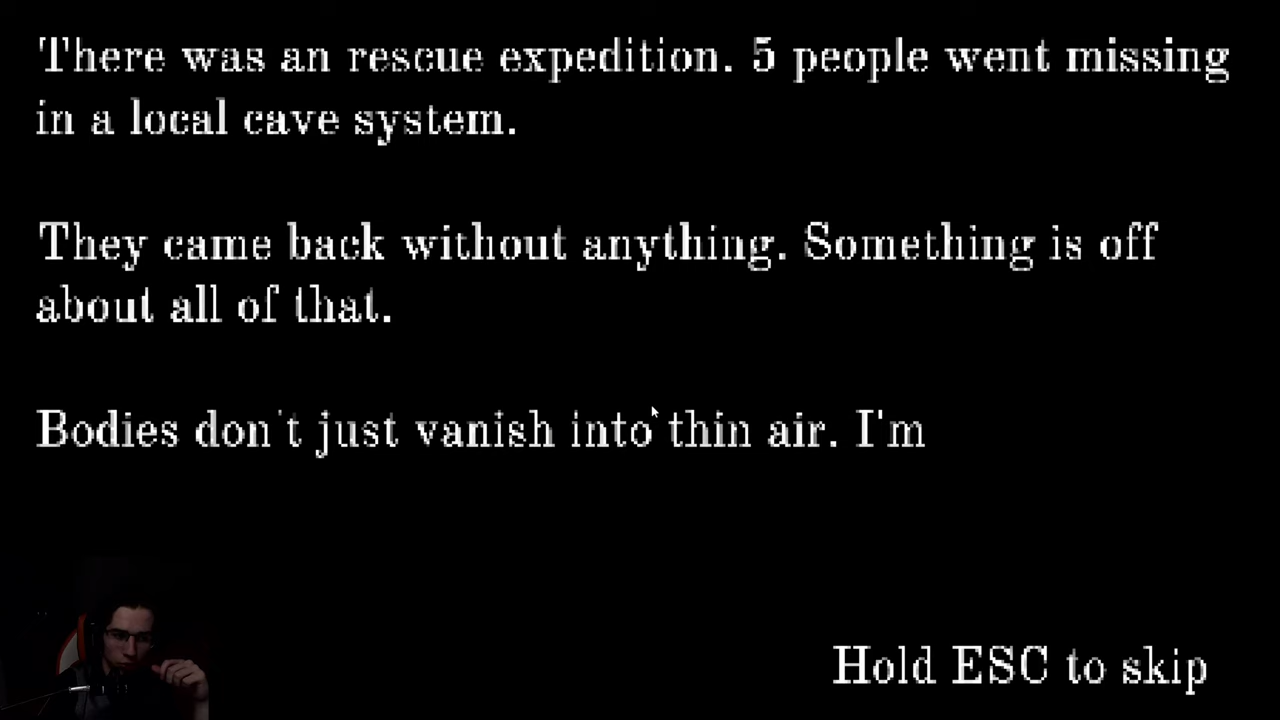 There was an rescue expedition. 5 people went missing
in a local cave system.
They came back without anything. Something is off
about all of that.
Bodies don't just vanish into thin air. I'm
Hold ESC to skip